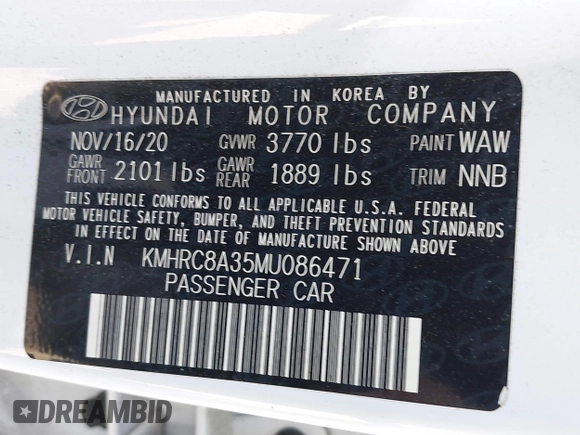 MANUFACTURED IN KOREA BY
HYUNDAI MOTOR COMPANY
NOV/16/20 GVWR 3770 lbs PAINT WAW
GAWR FRONT 2101 lbs GAWR REAR 1889 lbs TRIM NNB
THIS VEHICLE CONFORMS TO ALL APPLICABLE U.S.A. FEDERAL
MOTOR VEHICLE SAFETY, BUMPER, AND THEFT PREVENTION STANDARDS
IN EFFECT ON THE DATE OF MANUFACTURE SHOWN ABOVE
V.I.N KMHRC8A35MU086471
PASSENGER CAR
DREAMBID